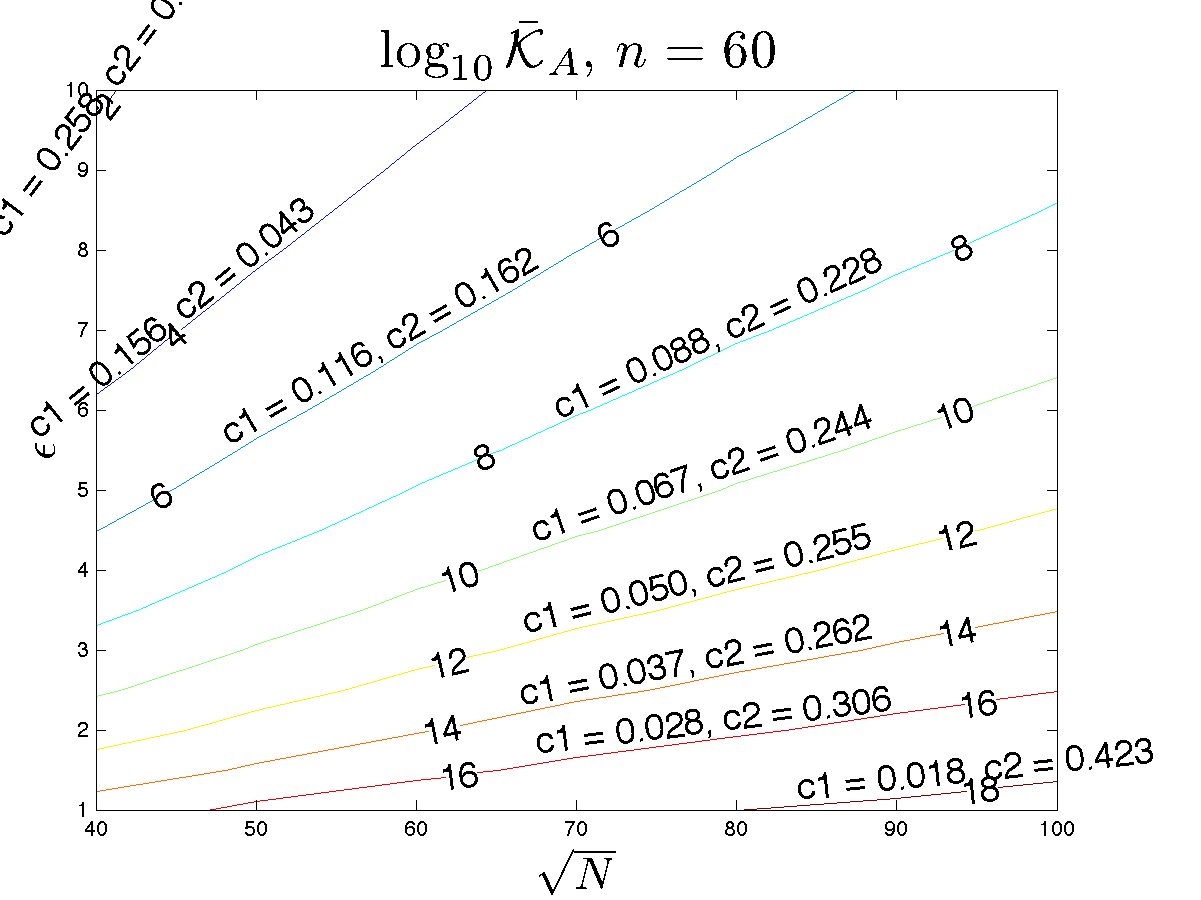 log₁₀ 𝒦̄_A, n = 60
c1 = 0.258, c2 = 0.
2
10
9
8
7
6
5
4
3
2
1
ϵ
c1 = 0.156, c2 = 0.043
4
c1 = 0.116, c2 = 0.162
6
6
c1 = 0.088, c2 = 0.228
8
8
c1 = 0.067, c2 = 0.244
10
10
c1 = 0.050, c2 = 0.255
12
12
c1 = 0.037, c2 = 0.262
14
14
c1 = 0.028, c2 = 0.306
16
16
c1 = 0.018, c2 = 0.423
18
40 50 60 70 80 90 100
√N